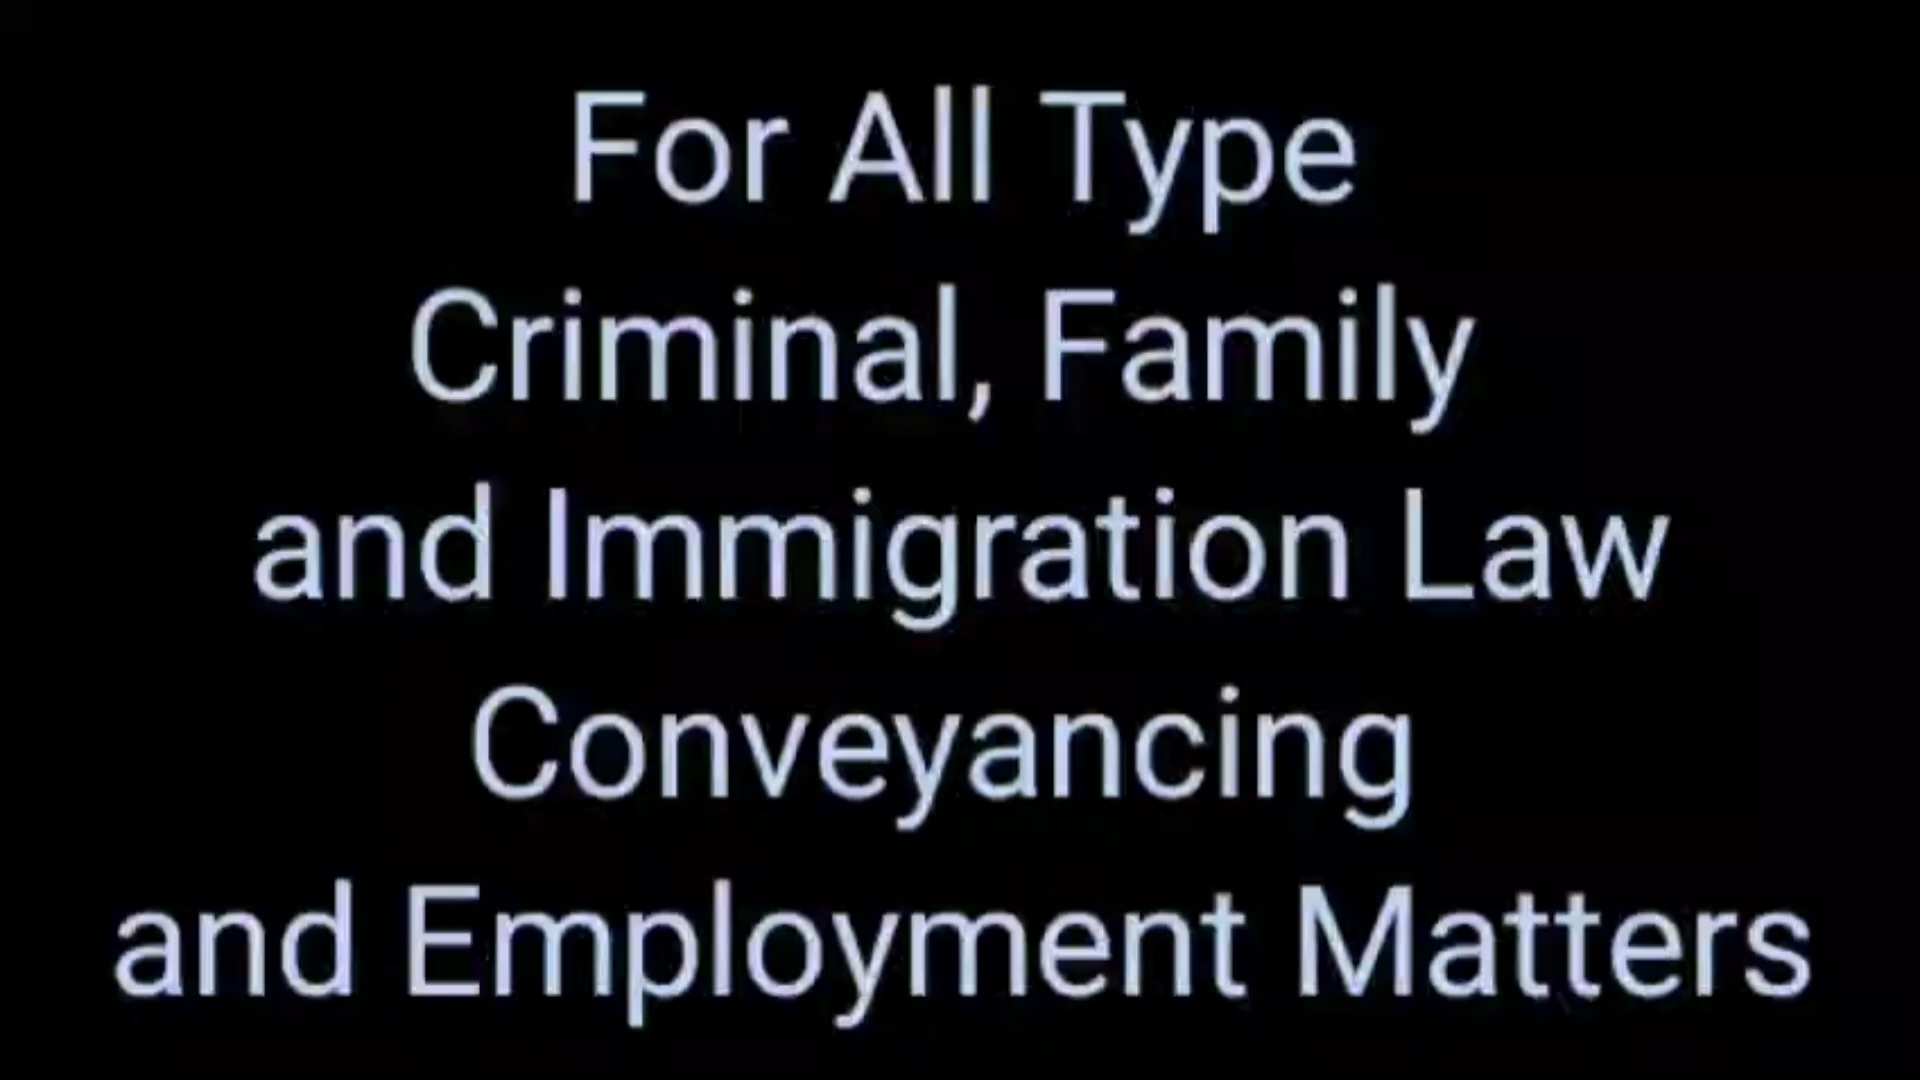 For All Type
Criminal, Family
and Immigration Law
Conveyancing
and Employment Matters